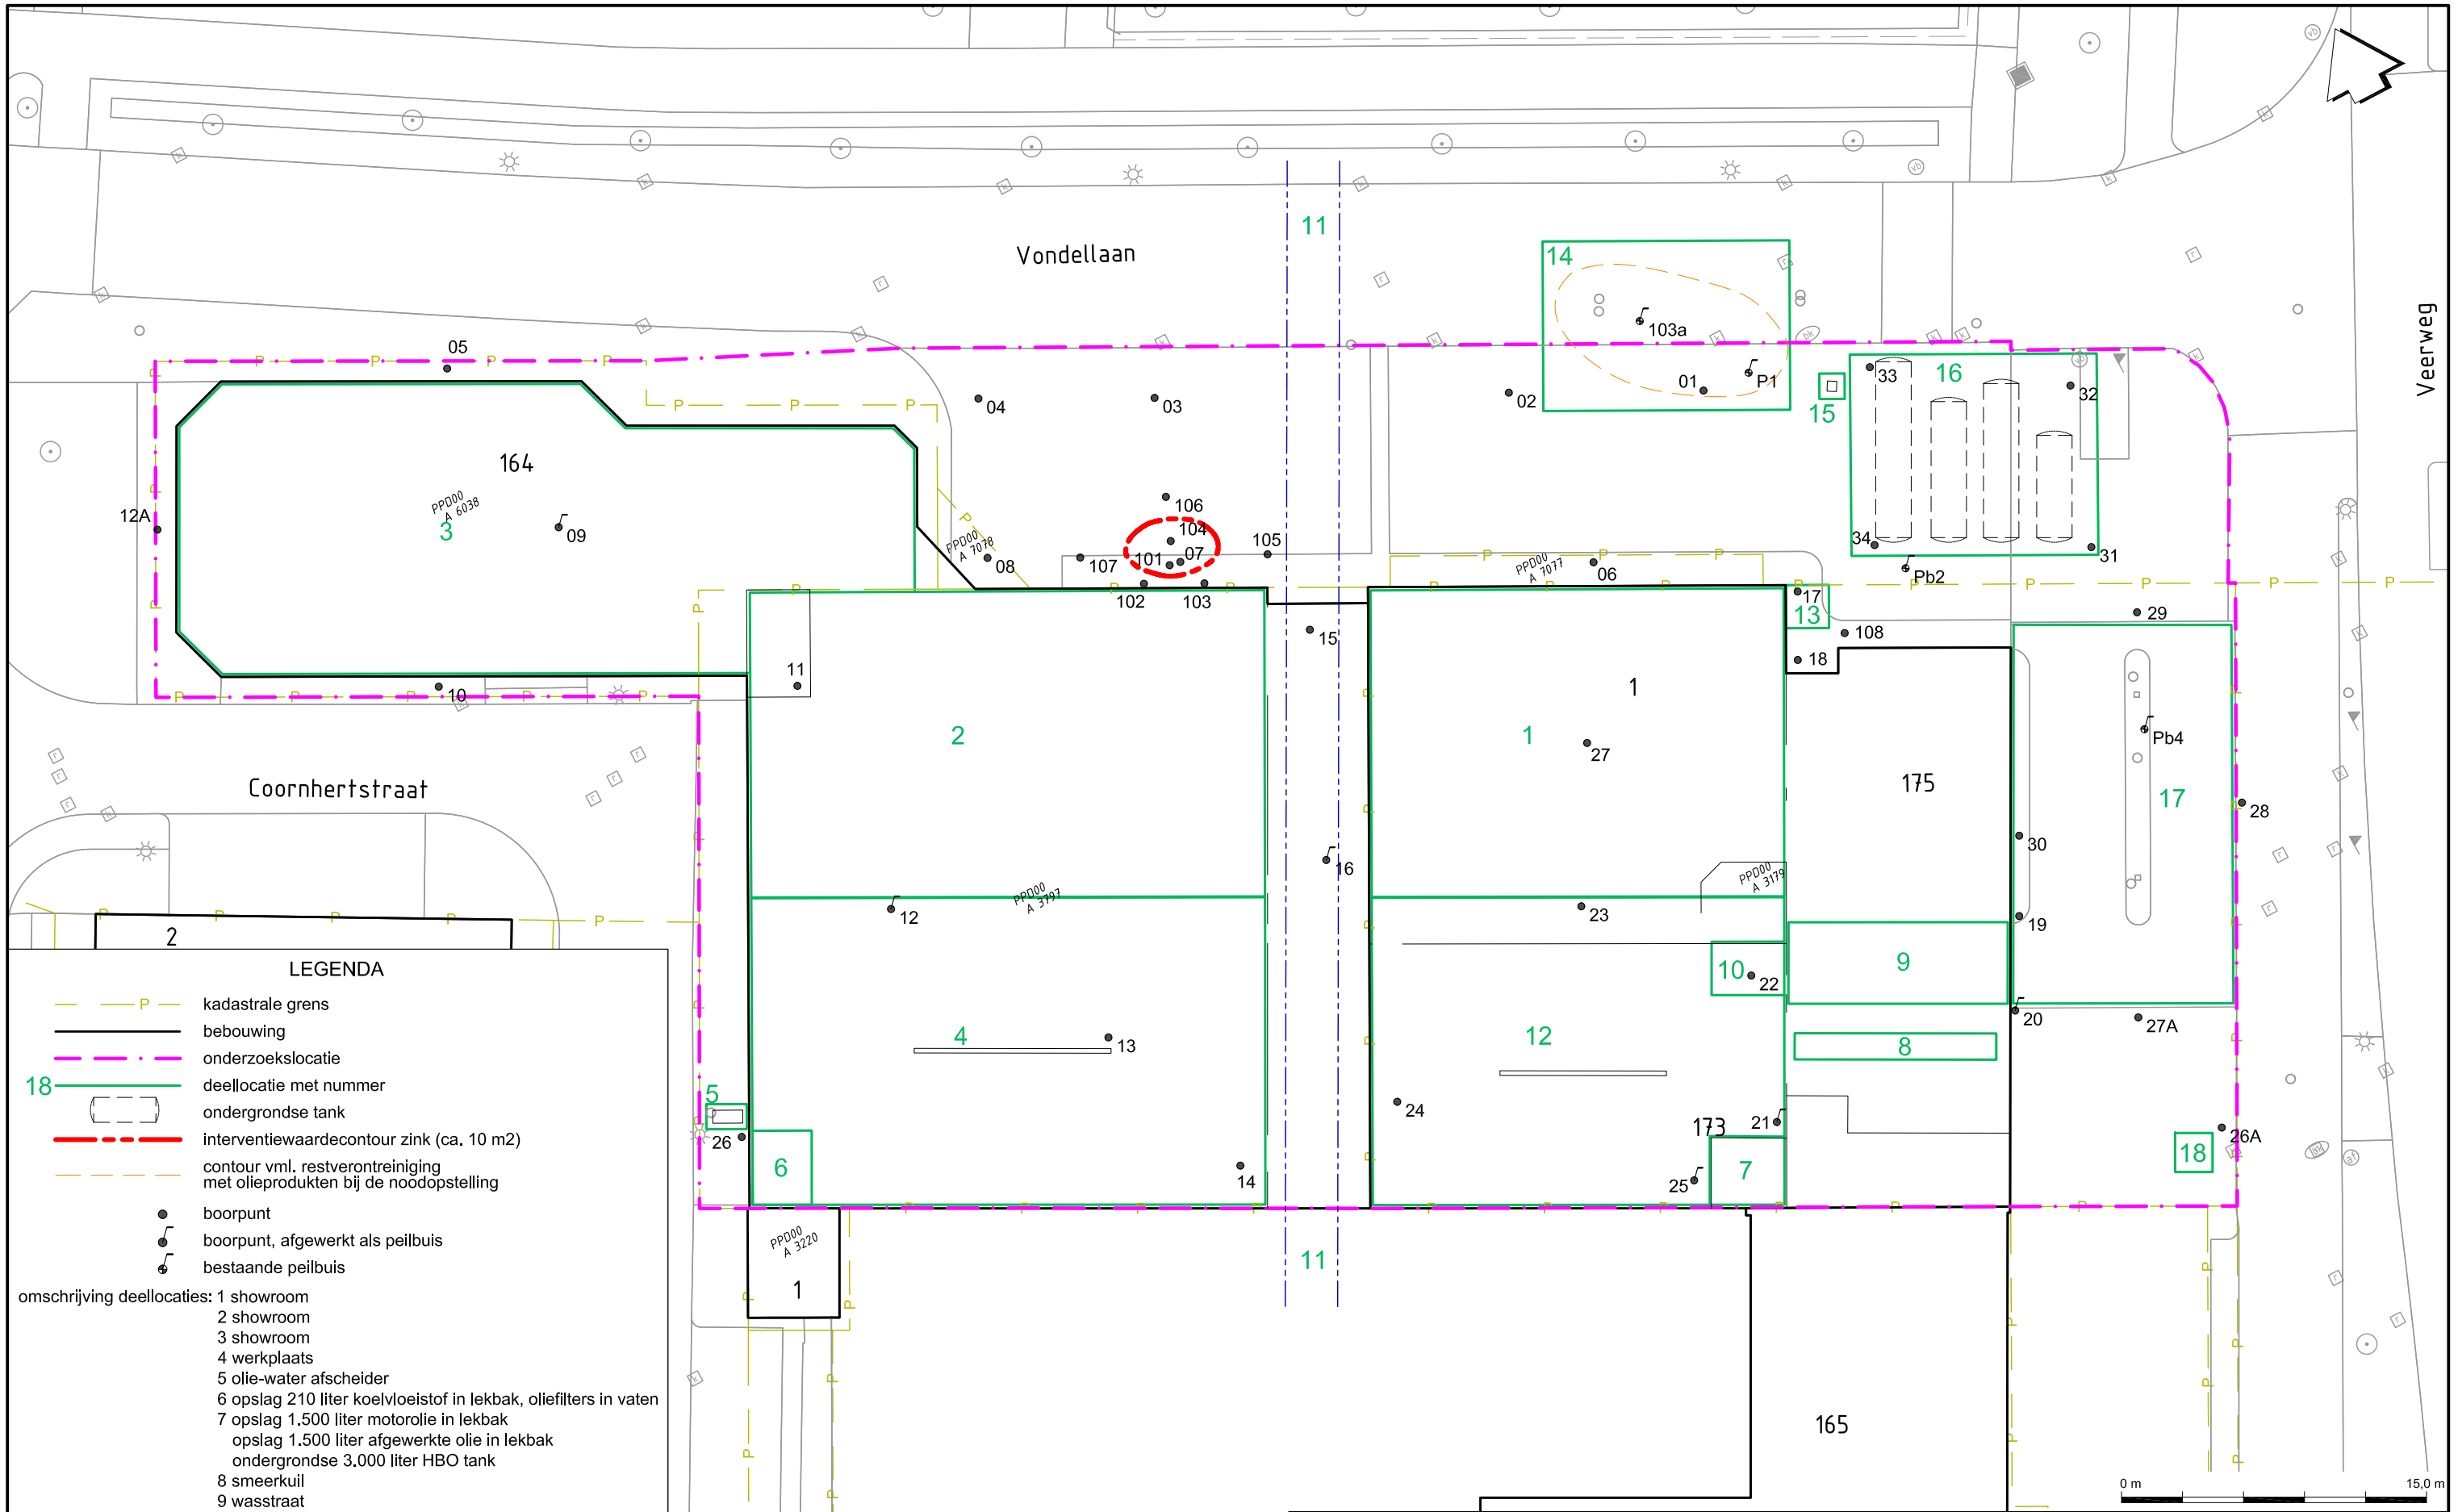 11
Vondellaan
14
103a
Veerweg
05
P1
01
33
16
32
04
03
02
15
164
PPD00
A 6038
3
12A
09
106
104
105
101
07
107
PPD00
A 7078
08
102
103
PPD00
A 7077
06
34
31
Pb2
17
13
29
15
108
18
11
10
1
2
1
27
Pb4
175
17
28
Coornhertstraat
30
16
PPD00
A 3179
PPD00
A 3797
12
23
19
2
10
22
9
20
27A
4
13
12
8
5
24
173
21
26
26A
18
6
14
25
7
11
PPD00
A 3220
1
165
LEGENDA
P kadastrale grens
bebouwing
onderzoekslocatie
18 deellocatie met nummer
ondergrondse tank
interventiewaardecontour zink (ca. 10 m2)
contour vml. restverontreiniging
met olieprodukten bij de noodopstelling
boorpunt
boorpunt, afgewerkt als peilbuis
bestaande peilbuis
omschrijving deellocaties: 1 showroom
2 showroom
3 showroom
4 werkplaats
5 olie-water afscheider
6 opslag 210 liter koelvloeistof in lekbak, oliefilters in vaten
7 opslag 1.500 liter motorolie in lekbak
opslag 1.500 liter afgewerkte olie in lekbak
ondergrondse 3.000 liter HBO tank
8 smeerkuil
9 wasstraat
0 m 15,0 m